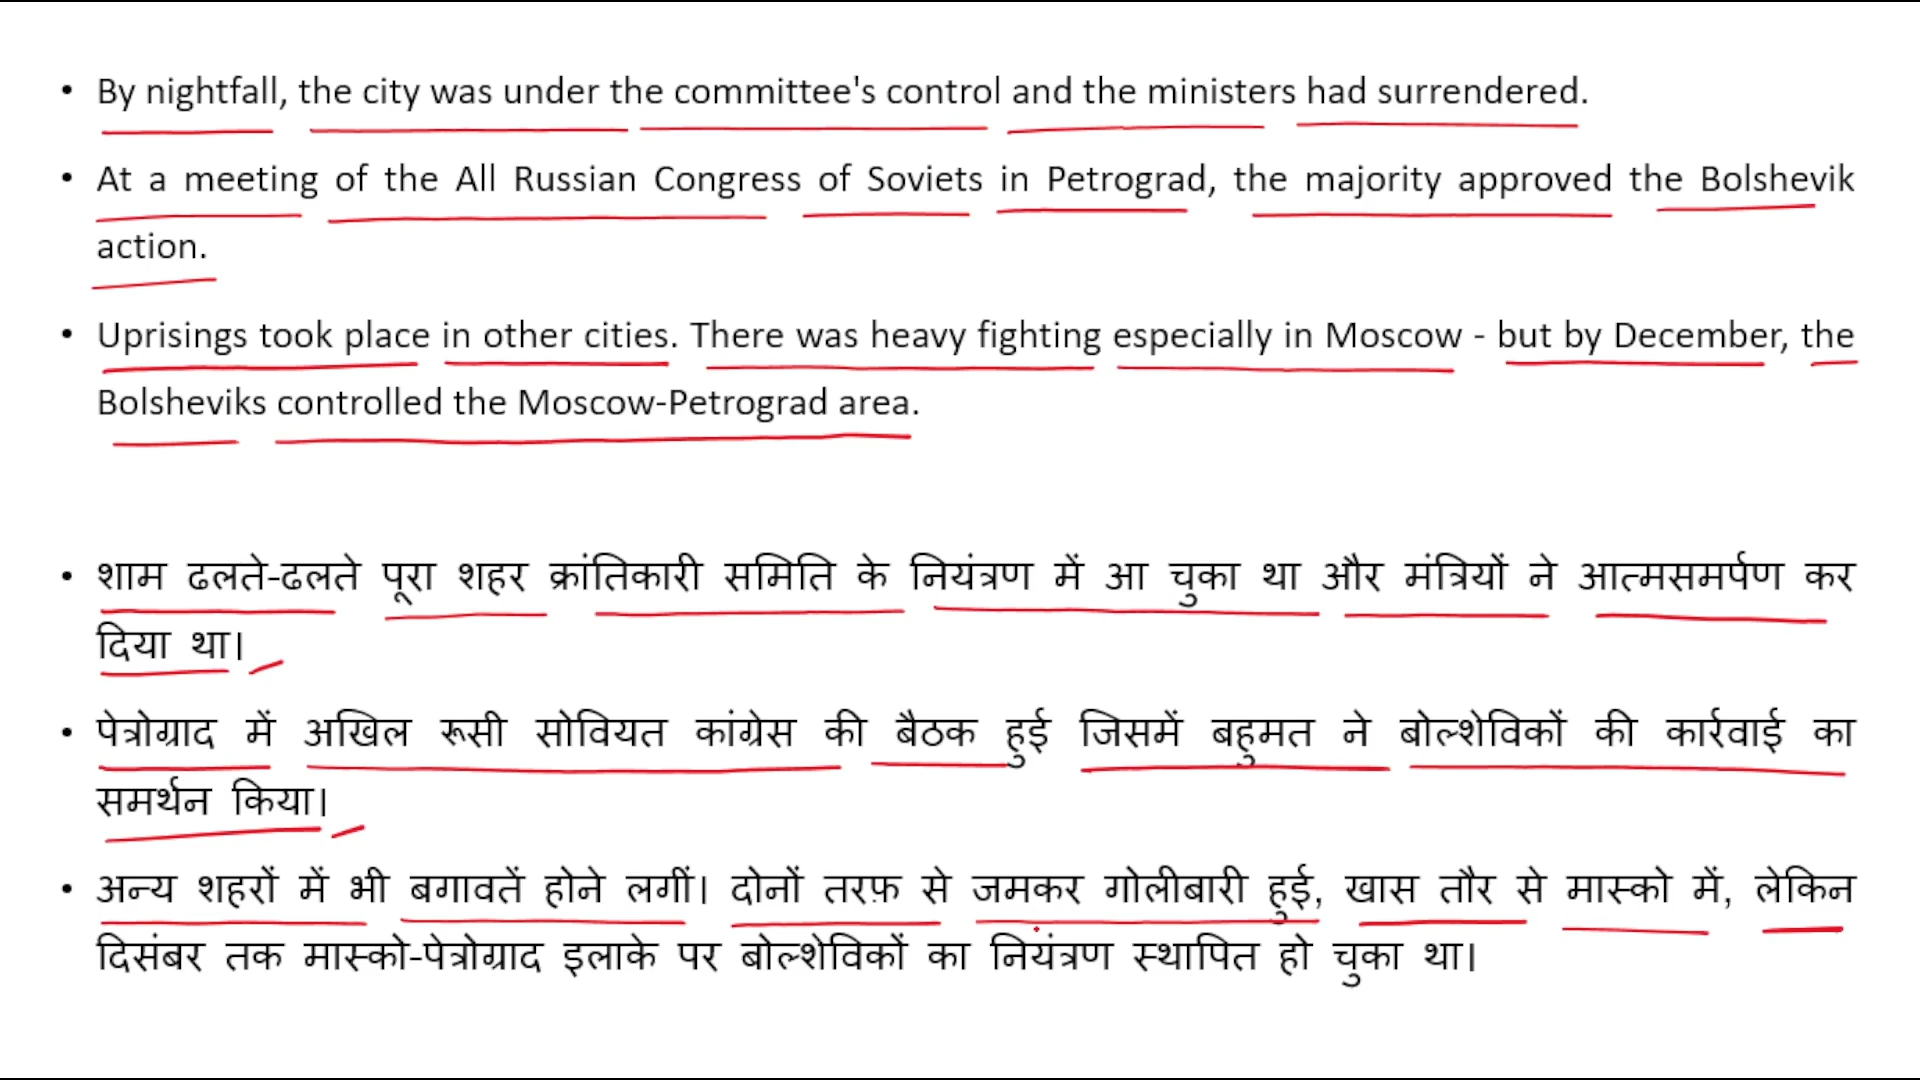 • By nightfall, the city was under the committee's control and the ministers had surrendered.
• At a meeting of the All Russian Congress of Soviets in Petrograd, the majority approved the Bolshevik
action.
• Uprisings took place in other cities. There was heavy fighting especially in Moscow - but by December, the
Bolsheviks controlled the Moscow-Petrograd area.
• शाम ढलते-ढलते पूरा शहर क्रांतिकारी समिति के नियंत्रण में आ चुका था और मंत्रियों ने आत्मसमर्पण कर
दिया था।
• पेत्रोग्राद में अखिल रूसी सोवियत कांग्रेस की बैठक हुई जिसमें बहुमत ने बोल्शेविकों की कार्रवाई का
समर्थन किया।
• अन्य शहरों में भी बगावतें होने लगीं। दोनों तरफ़ से जमकर गोलीबारी हुई, खास तौर से मास्को में, लेकिन
दिसंबर तक मास्को-पेत्रोग्राद इलाके पर बोल्शेविकों का नियंत्रण स्थापित हो चुका था।